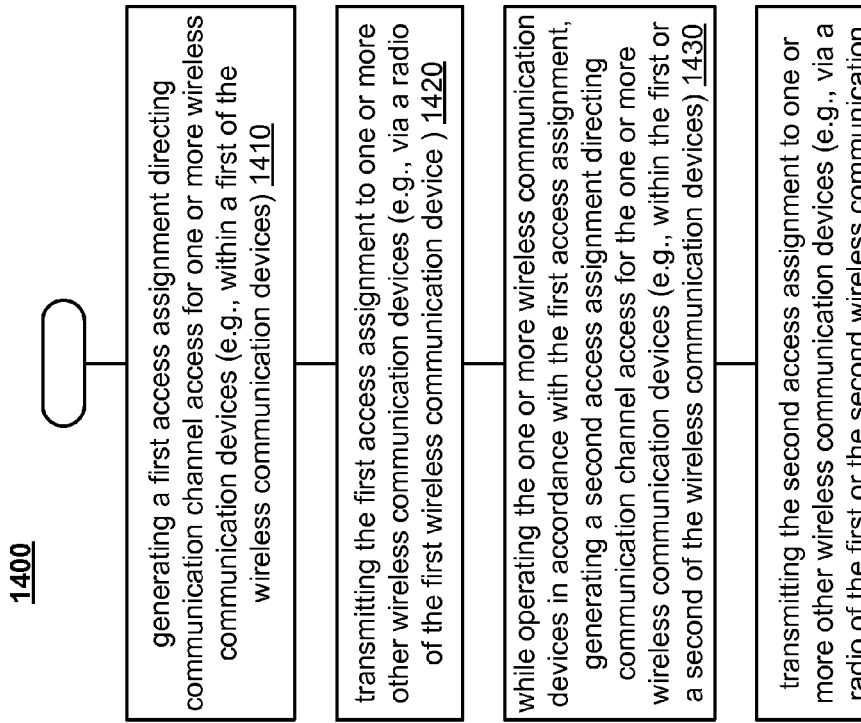 1400
generating a first access assignment directing
communication channel access for one or more wireless
communication devices (e.g., within a first of the
wireless communication devices) 1410
transmitting the first access assignment to one or more
other wireless communication devices (e.g., via a radio
of the first wireless communication device ) 1420
while operating the one or more wireless communication
devices in accordance with the first access assignment,
generating a second access assignment directing
communication channel access for the one or more
wireless communication devices (e.g., within the first or
a second of the wireless communication devices) 1430
transmitting the second access assignment to one or
more other wireless communication devices (e.g., via a
radio of the first or the second wireless communication